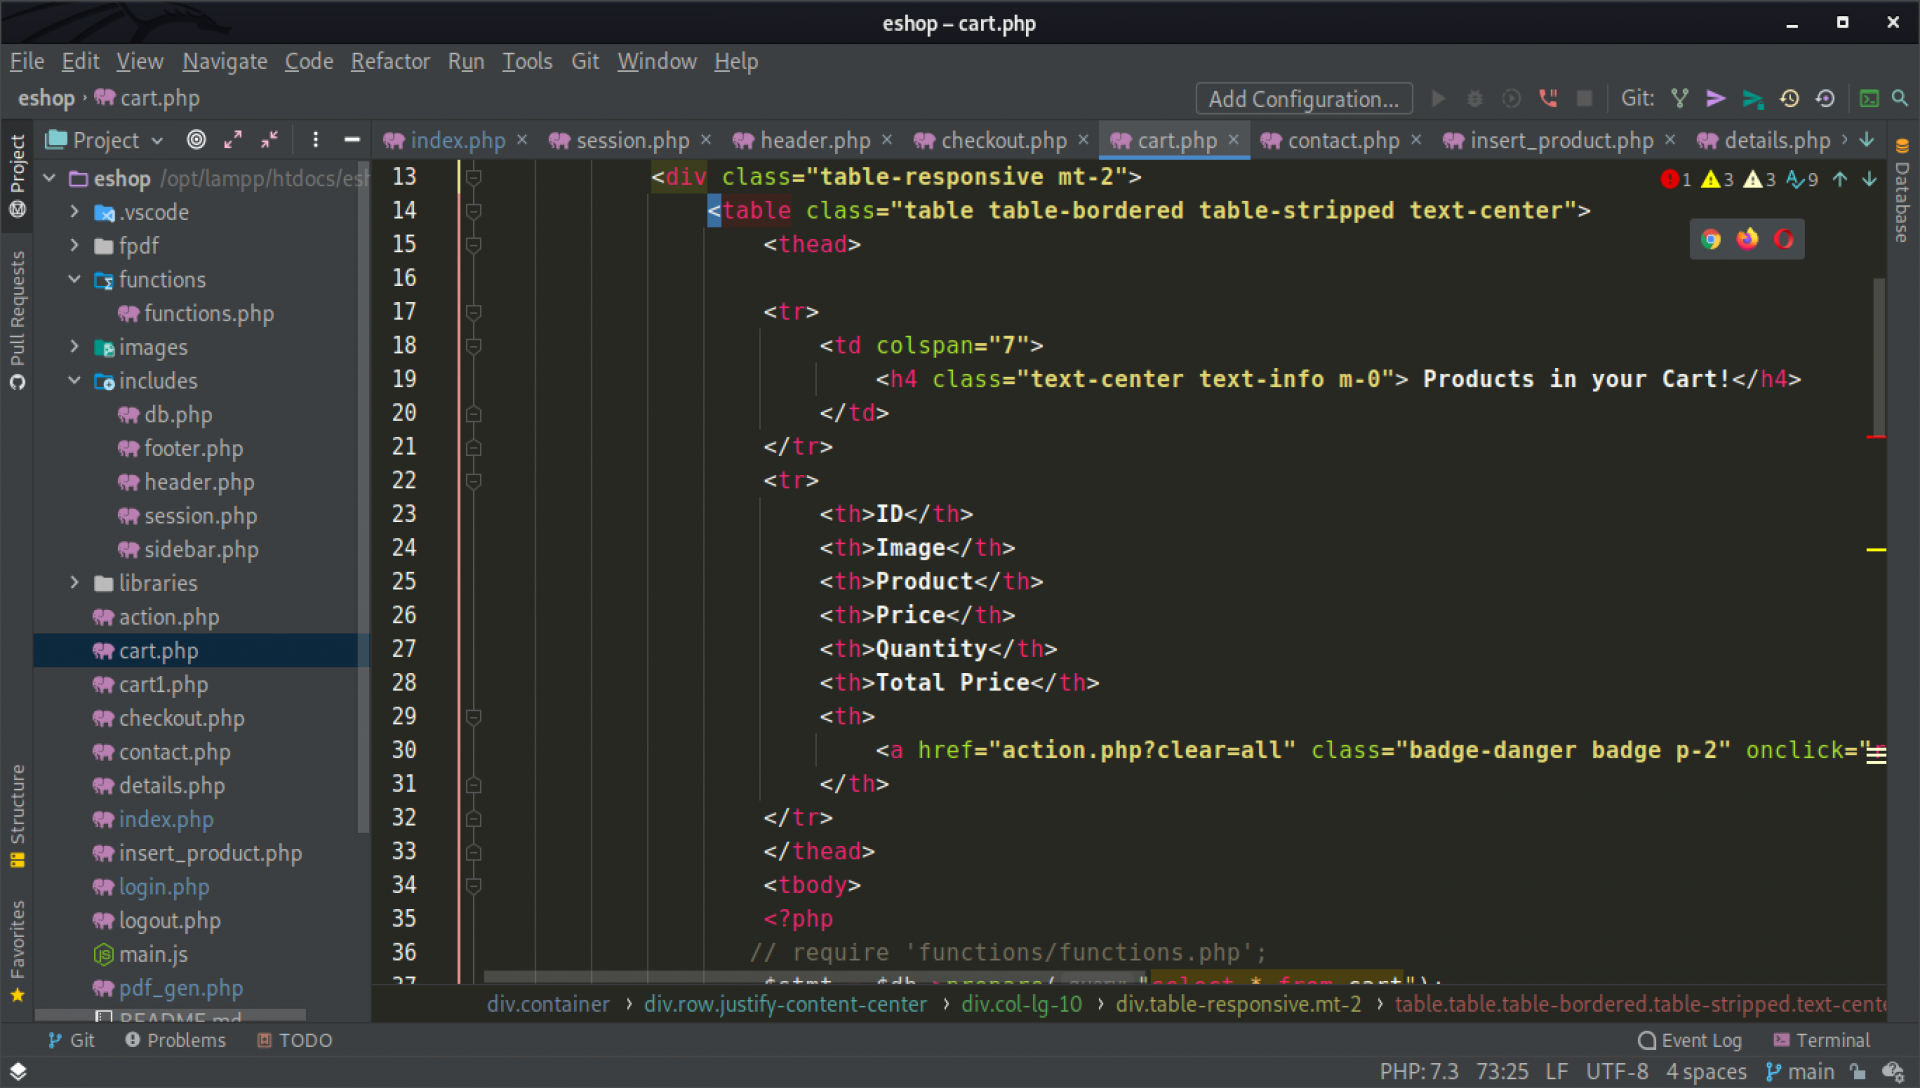 eshop – cart.php
File Edit View Navigate Code Refactor Run Tools Git Window Help
eshop › cart.php Add Configuration... Git:
Project index.php session.php header.php checkout.php cart.php contact.php insert_product.php details.php
Project
Pull Requests
Structure
Favorites
eshop /opt/lampp/htdocs/esh
.vscode
fpdf
functions
functions.php
images
includes
db.php
footer.php
header.php
session.php
sidebar.php
libraries
action.php
cart.php
cart1.php
checkout.php
contact.php
details.php
index.php
insert_product.php
login.php
logout.php
main.js
pdf_gen.php
README.md
13 <div class="table-responsive mt-2">
14 <table class="table table-bordered table-stripped text-center">
15 <thead>
16
17 <tr>
18 <td colspan="7">
19 <h4 class="text-center text-info m-0"> Products in your Cart!</h4>
20 </td>
21 </tr>
22 <tr>
23 <th>ID</th>
24 <th>Image</th>
25 <th>Product</th>
26 <th>Price</th>
27 <th>Quantity</th>
28 <th>Total Price</th>
29 <th>
30 <a href="action.php?clear=all" class="badge-danger badge p-2" onclick="
31 </th>
32 </tr>
33 </thead>
34 <tbody>
35 <?php
36 // require 'functions/functions.php';
37 $stmt = $db->prepare( "select * from cart");
1 3 3 9
Database
div.container › div.row.justify-content-center › div.col-lg-10 › div.table-responsive.mt-2 › table.table.table-bordered.table-stripped.text-cente
Git Problems TODO Event Log Terminal
PHP: 7.3 73:25 LF UTF-8 4 spaces main